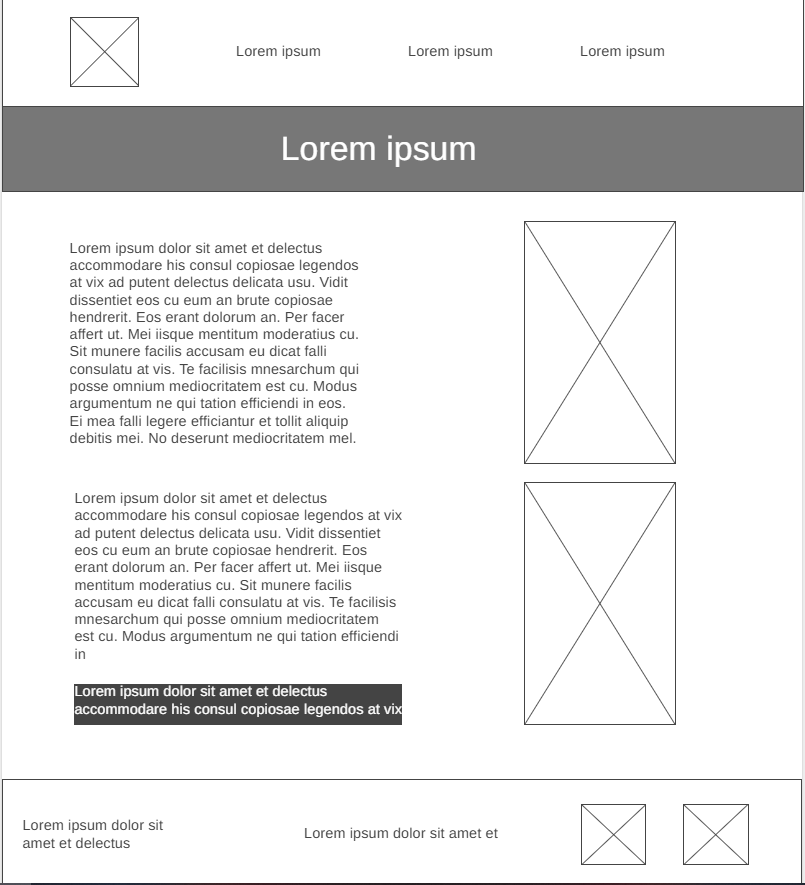 Lorem ipsum
Lorem ipsum
Lorem ipsum
Lorem ipsum
Lorem ipsum dolor sit amet et delectus
accommodare his consul copiosae legendos
at vix ad putent delectus delicata usu. Vidit
dissentiet eos cu eum an brute copiosae
hendrerit. Eos erant dolorum an. Per facer
affert ut. Mei iisque mentitum moderatius cu.
Sit munere facilis accusam eu dicat falli
consulatu at vis. Te facilisis mnesarchum qui
posse omnium mediocritatem est cu. Modus
argumentum ne qui tation efficiendi in eos.
Ei mea falli legere efficiantur et tollit aliquip
debitis mei. No deserunt mediocritatem mel.
Lorem ipsum dolor sit amet et delectus
accommodare his consul copiosae legendos at vix
ad putent delectus delicata usu. Vidit dissentiet
eos cu eum an brute copiosae hendrerit. Eos
erant dolorum an. Per facer affert ut. Mei iisque
mentitum moderatius cu. Sit munere facilis
accusam eu dicat falli consulatu at vis. Te facilisis
mnesarchum qui posse omnium mediocritatem
est cu. Modus argumentum ne qui tation efficiendi
in
Lorem ipsum dolor sit amet et delectus
accommodare his consul copiosae legendos at vix
Lorem ipsum dolor sit
amet et delectus
Lorem ipsum dolor sit amet et